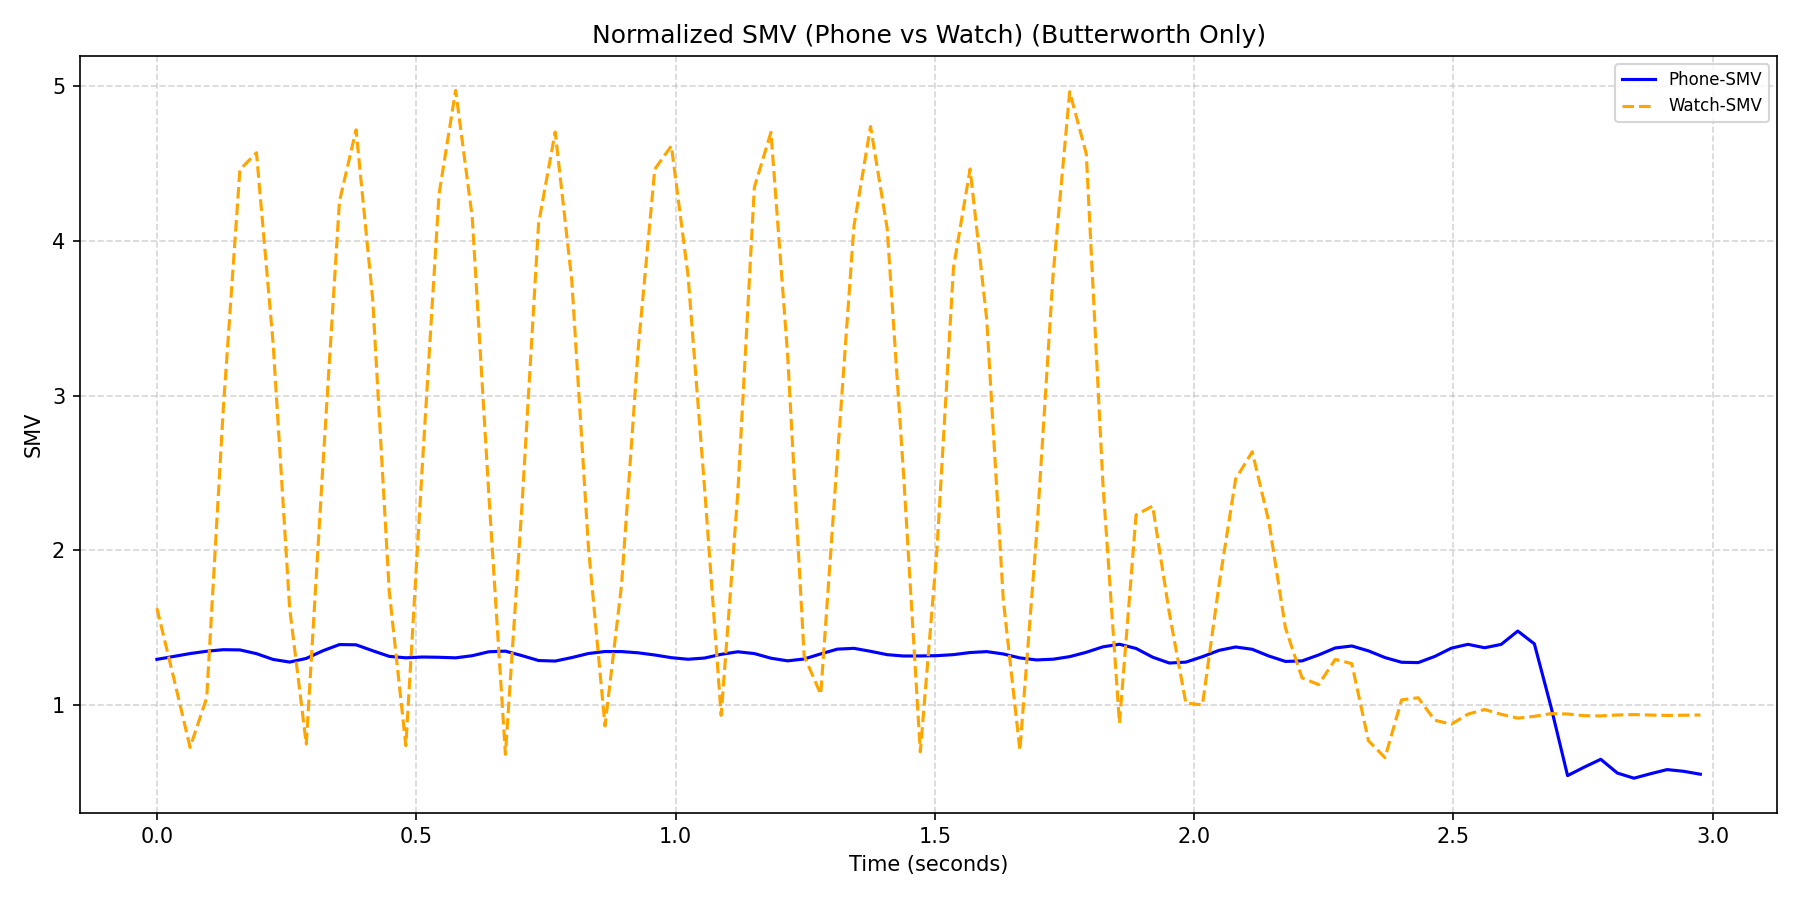 Normalized SMV (Phone vs Watch) (Butterworth Only)
Phone-SMV
Watch-SMV
SMV
5
4
3
2
1
0.0 0.5 1.0 1.5 2.0 2.5 3.0
Time (seconds)